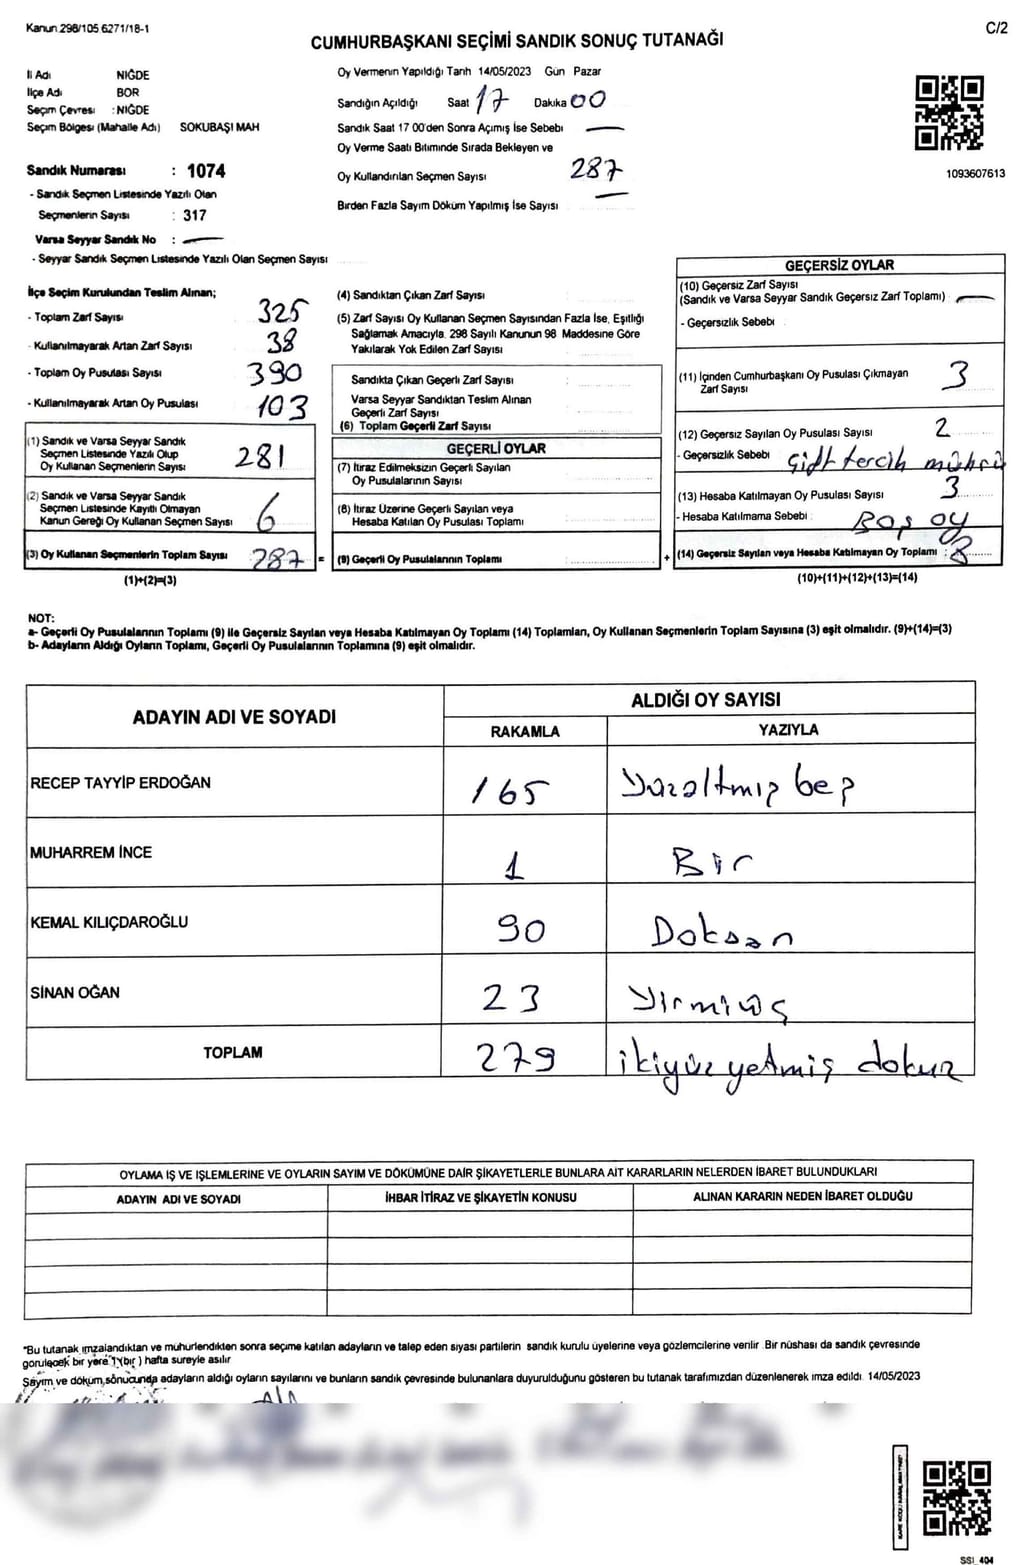 Kanun 298/105 6271/18-1
C/2
CUMHURBAŞKANI SEÇİMİ SANDIK SONUÇ TUTANAĞI
İl Adı NİĞDE
İlçe Adı BOR
Seçim Çevresi : NİĞDE
Seçim Bölgesi (Mahalle Adı) SOKUBAŞI MAH
Oy Vermenin Yapıldığı Tarih 14/05/2023 Gün Pazar
Sandığın Açıldığı Saat 17 Dakika 00
Sandık Saat 17 00'den Sonra Açımış İse Sebebi —
Oy Verme Saati Bitiminde Sırada Bekleyen ve
Oy Kullandırılan Seçmen Sayısı 287
Birden Fazla Sayım Döküm Yapılmış İse Sayısı —
1093607613
Sandık Numarası : 1074
- Sandık Seçmen Listesinde Yazılı Olan
Seçmenlerin Sayısı : 317
Varsa Seyyar Sandık No : —
- Seyyar Sandık Seçmen Listesinde Yazılı Olan Seçmen Sayısı
İlçe Seçim Kurulundan Teslim Alınan;
- Toplam Zarf Sayısı 325
- Kullanılmayarak Artan Zarf Sayısı 38
- Toplam Oy Pusulası Sayısı 390
- Kullanılmayarak Artan Oy Pusulası 103
(1) Sandık ve Varsa Seyyar Sandık
Seçmen Listesinde Yazılı Olup
Oy Kullanan Seçmenlerin Sayısı 281
(2) Sandık ve Varsa Seyyar Sandık
Seçmen Listesinde Kayıtlı Olmayan
Kanun Gereği Oy Kullanan Seçmen Sayısı 6
(3) Oy Kullanan Seçmenlerin Toplam Sayısı 287 =
(1)+(2)=(3)
(4) Sandıktan Çıkan Zarf Sayısı :
(5) Zarf Sayısı Oy Kullanan Seçmen Sayısından Fazla İse, Eşitliği
Sağlamak Amacıyla, 298 Sayılı Kanunun 98 Maddesine Göre
Yakılarak Yok Edilen Zarf Sayısı
Sandıkta Çıkan Geçerli Zarf Sayısı :
Varsa Seyyar Sandıktan Teslim Alınan
Geçerli Zarf Sayısı :
(6) Toplam Geçerli Zarf Sayısı
GEÇERLİ OYLAR
(7) İtiraz Edilmeksizin Geçerli Sayılan
Oy Pusulalarının Sayısı :
(8) İtiraz Üzerine Geçerli Sayılan veya
Hesaba Katılan Oy Pusulası Toplamı :
(9) Geçerli Oy Pusulalarının Toplamı : +
GEÇERSİZ OYLAR
(10) Geçersiz Zarf Sayısı
(Sandık ve Varsa Seyyar Sandık Geçersiz Zarf Toplamı) : —
- Geçersizlik Sebebi :
(11) İçinden Cumhurbaşkanı Oy Pusulası Çıkmayan
Zarf Sayısı 3
(12) Geçersiz Sayılan Oy Pusulası Sayısı 2
- Geçersizlik Sebebi Çift tercih mührü
(13) Hesaba Katılmayan Oy Pusulası Sayısı 3
- Hesaba Katılmama Sebebi : Boş oy
(14) Geçersiz Sayılan veya Hesaba Katılmayan Oy Toplamı : 8
(10)+(11)+(12)+(13)=(14)
NOT:
a- Geçerli Oy Pusulalarının Toplamı (9) ile Geçersiz Sayılan veya Hesaba Katılmayan Oy Toplamı (14) Toplamları, Oy Kullanan Seçmenlerin Toplam Sayısına (3) eşit olmalıdır. (9)+(14)=(3)
b- Adayların Aldığı Oyların Toplamı, Geçerli Oy Pusulalarının Toplamına (9) eşit olmalıdır.
ADAYIN ADI VE SOYADI
ALDIĞI OY SAYISI
RAKAMLA YAZIYLA
RECEP TAYYİP ERDOĞAN 165 Yüzaltmış beş
MUHARREM İNCE 1 Bir
KEMAL KILIÇDAROĞLU 90 Doksan
SİNAN OĞAN 23 Yirmiüç
TOPLAM 279 ikiyüz yetmiş dokuz
OYLAMA İŞ VE İŞLEMLERİNE VE OYLARIN SAYIM VE DÖKÜMÜNE DAİR ŞİKAYETLERLE BUNLARA AİT KARARLARIN NELERDEN İBARET BULUNDUKLARI
ADAYIN ADI VE SOYADI İHBAR İTİRAZ VE ŞİKAYETİN KONUSU ALINAN KARARIN NEDEN İBARET OLDUĞU
"Bu tutanak imzalandıktan ve mühürlendikten sonra seçime katılan adayların ve talep eden siyasi partilerin sandık kurulu üyelerine veya gözlemcilerine verilir. Bir nüshası da sandık çevresinde
görülecek bir yere 1 (bir) hafta süreyle asılır
Sayım ve döküm sonucunda adayların aldığı oyların sayılarını ve bunların sandık çevresinde bulunanlara duyurulduğunu gösteren bu tutanak tarafımızdan düzenlenerek imza edildi. 14/05/2023
SSİ_404